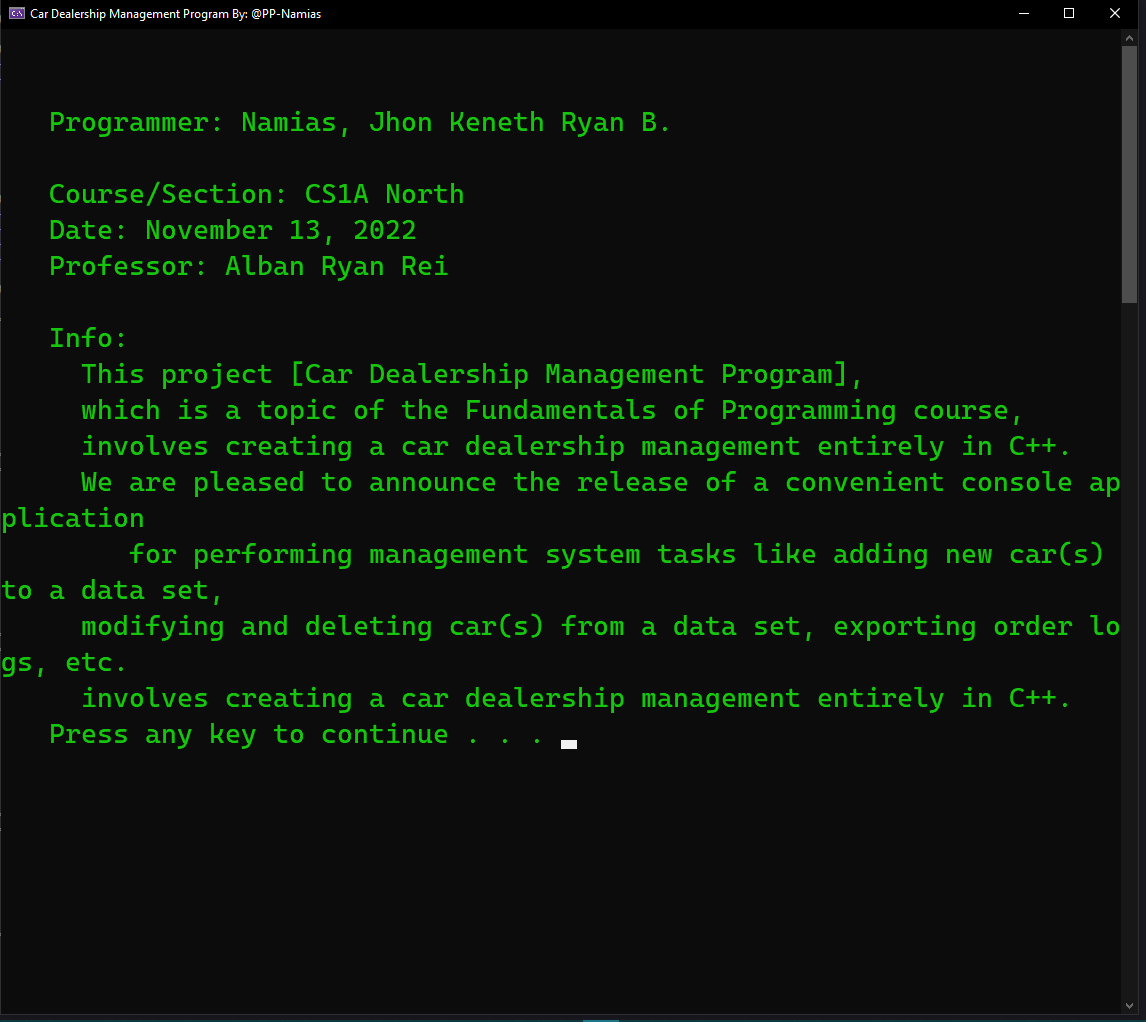 Car Dealership Management Program By: @PP-Namias
Programmer: Namias, Jhon Keneth Ryan B.
Course/Section: CS1A North
Date: November 13, 2022
Professor: Alban Ryan Rei
Info:
This project [Car Dealership Management Program],
which is a topic of the Fundamentals of Programming course,
involves creating a car dealership management entirely in C++.
We are pleased to announce the release of a convenient console ap
plication
for performing management system tasks like adding new car(s)
to a data set,
modifying and deleting car(s) from a data set, exporting order lo
gs, etc.
involves creating a car dealership management entirely in C++.
Press any key to continue . . .